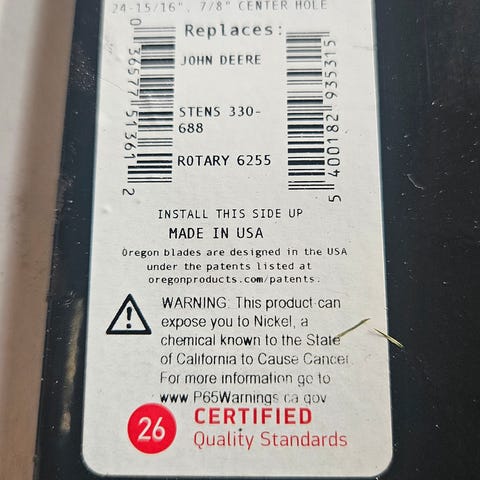 24-15/16", 7/8" CENTER HOLE
Replaces:
JOHN DEERE
STENS 330-
688
ROTARY 6255
0 36577 51361 2
5 400182 935315
INSTALL THIS SIDE UP
MADE IN USA
Oregon blades are designed in the USA
under the patents listed at
oregonproducts.com/patents.
WARNING: This product can
expose you to Nickel, a
chemical known to the State
of California to Cause Cancer.
For more information go to
www.P65Warnings.ca.gov
26
CERTIFIED
Quality Standards